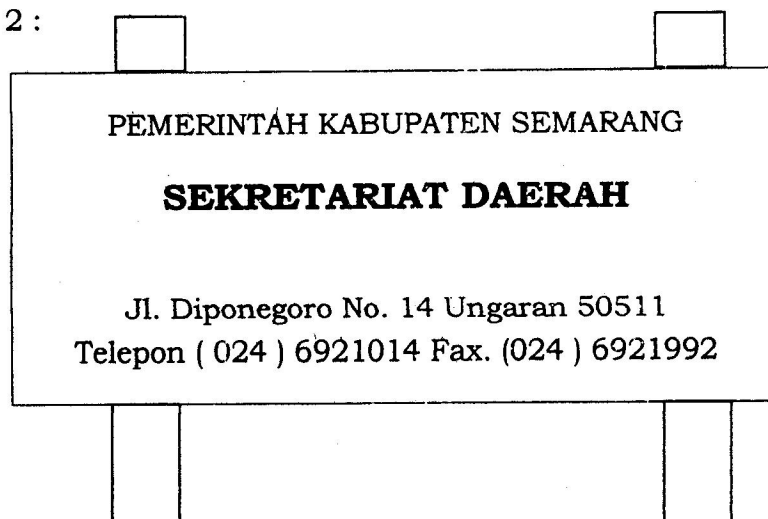 2 :
PEMERINTAH KABUPATEN SEMARANG
SEKRETARIAT DAERAH
Jl. Diponegoro No. 14 Ungaran 50511
Telepon ( 024 ) 6921014 Fax. (024 ) 6921992